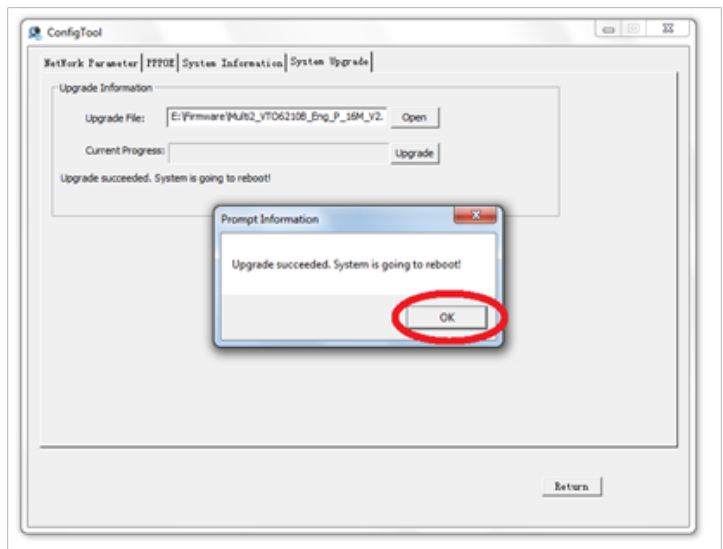 ConfigTool
NetWork Parameter PPPOE System Information System Upgrade
Upgrade Information
Upgrade File: E:\Firmware\Multi2_VTO6210B_Eng_P_16M_V2. Open
Current Progress: Upgrade
Upgrade succeeded. System is going to reboot!
Prompt Information
Upgrade succeeded. System is going to reboot!
OK
Return